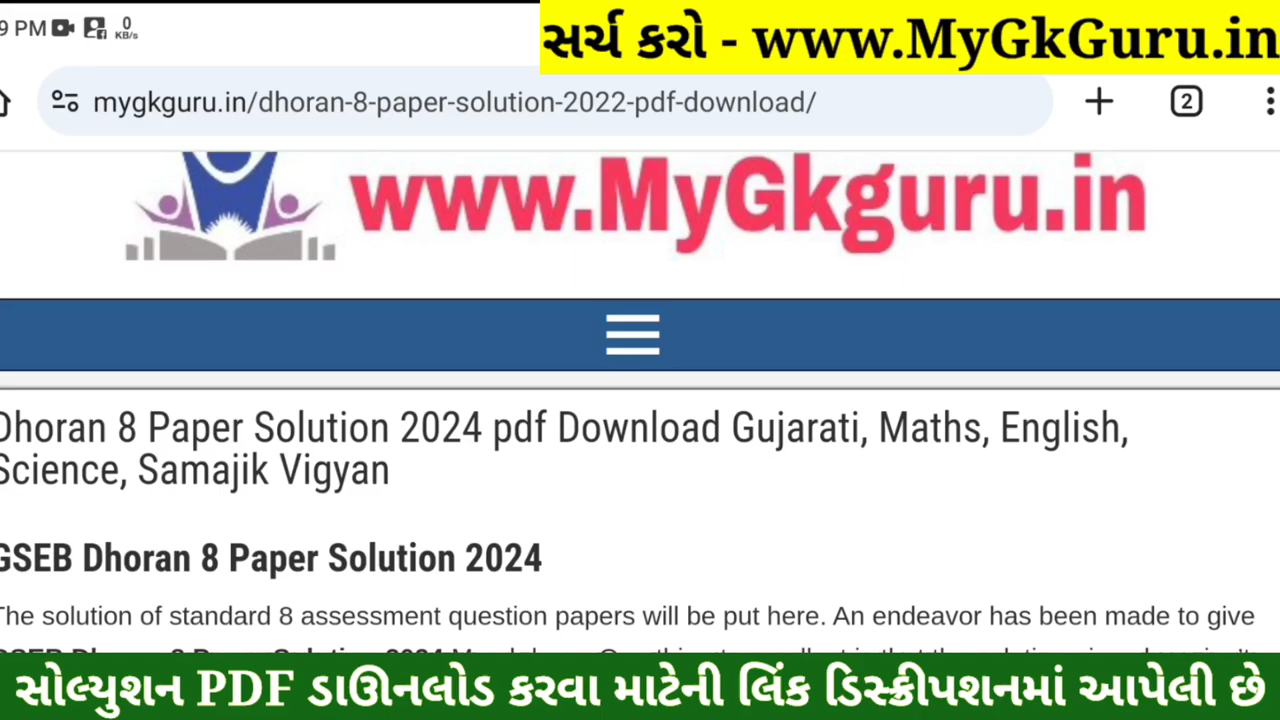 9 PM 0 KB/s
સર્ચ કરો - www.MyGkGuru.in
mygkguru.in/dhoran-8-paper-solution-2022-pdf-download/
2
www.MyGkguru.in
Dhoran 8 Paper Solution 2024 pdf Download Gujarati, Maths, English,
Science, Samajik Vigyan
GSEB Dhoran 8 Paper Solution 2024
The solution of standard 8 assessment question papers will be put here. An endeavor has been made to give
સોલ્યુશન PDF ડાઊનલોડ કરવા માટેની લિંક ડિસ્ક્રીપશનમાં આપેલી છે